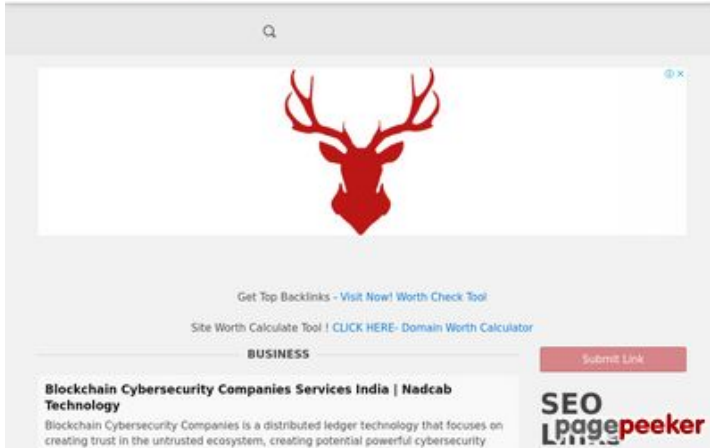 Get Top Backlinks - Visit Now! Worth Check Tool
Site Worth Calculate Tool ! CLICK HERE- Domain Worth Calculator
BUSINESS
Submit Link
Blockchain Cybersecurity Companies Services India | Nadcab
Technology
Blockchain Cybersecurity Companies is a distributed ledger technology that focuses on
creating trust in the untrusted ecosystem, creating potential powerful cybersecurity
SEO
Links
pagepeeker